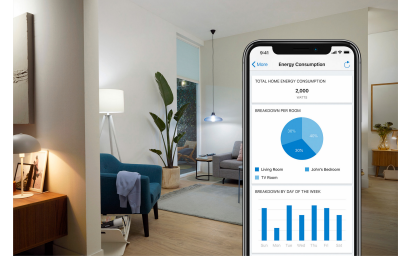 9:41
More
Energy Consumption
TOTAL HOME ENERGY CONSUMPTION
2,000
WATTS
BREAKDOWN PER ROOM
40%
Living Room
John's Bedroom
TV Room
BREAKDOWN BY DAY OF THE WEEK
Sun Mon Tue Wed Thu Fri Sat